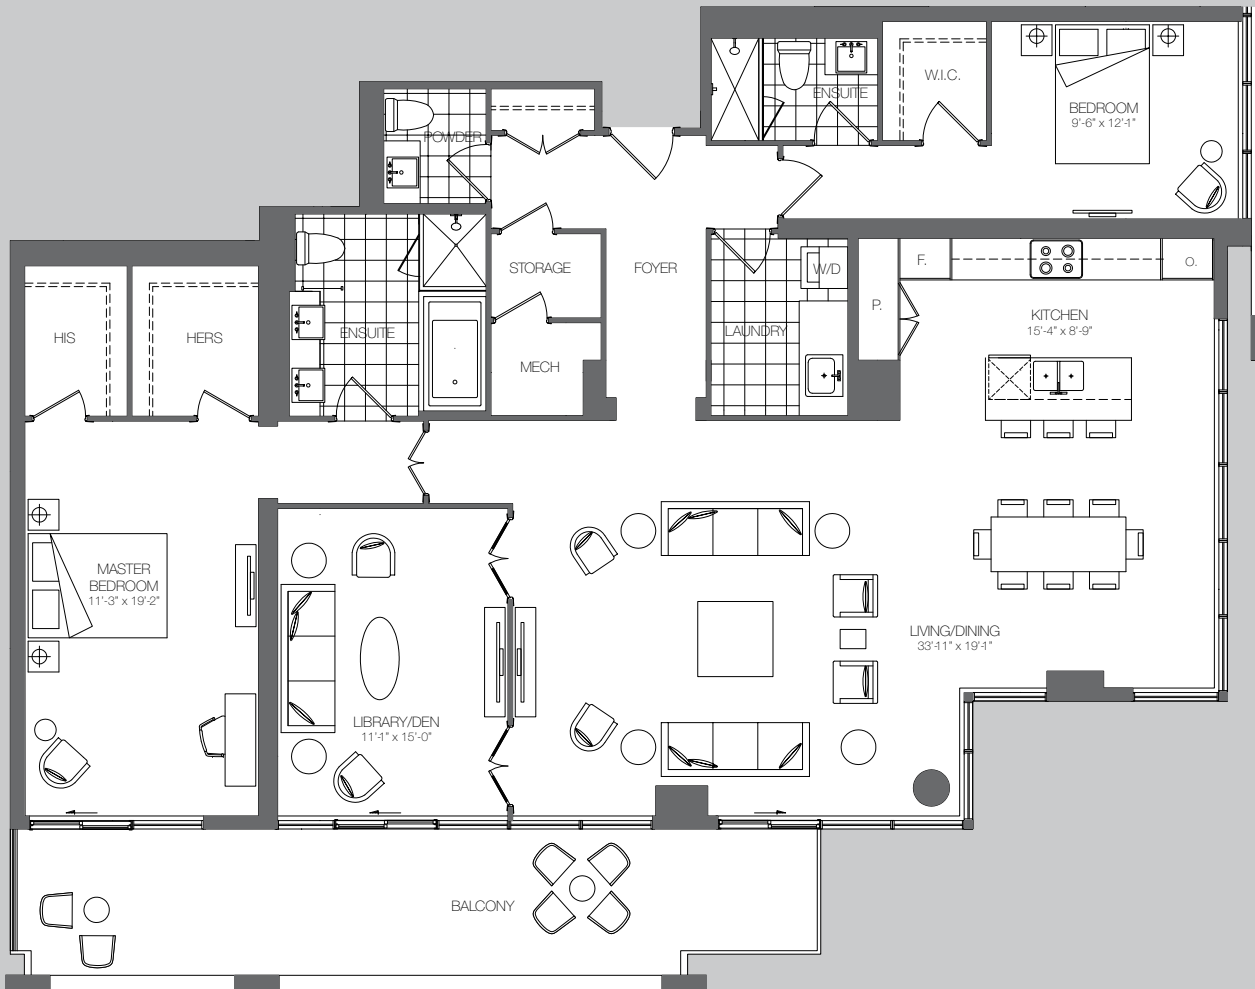 W.I.C.
ENSUITE
BEDROOM
9'-6" x 12'-1"
POWDER
STORAGE
FOYER
W/D
F.
O.
P.
HIS
HERS
ENSUITE
LAUNDRY
KITCHEN
15'-4" x 8'-9"
MECH
MASTER
BEDROOM
11'-3" x 19'-2"
LIVING/DINING
33'-11" x 19'-1"
LIBRARY/DEN
11'-1" x 15'-0"
BALCONY